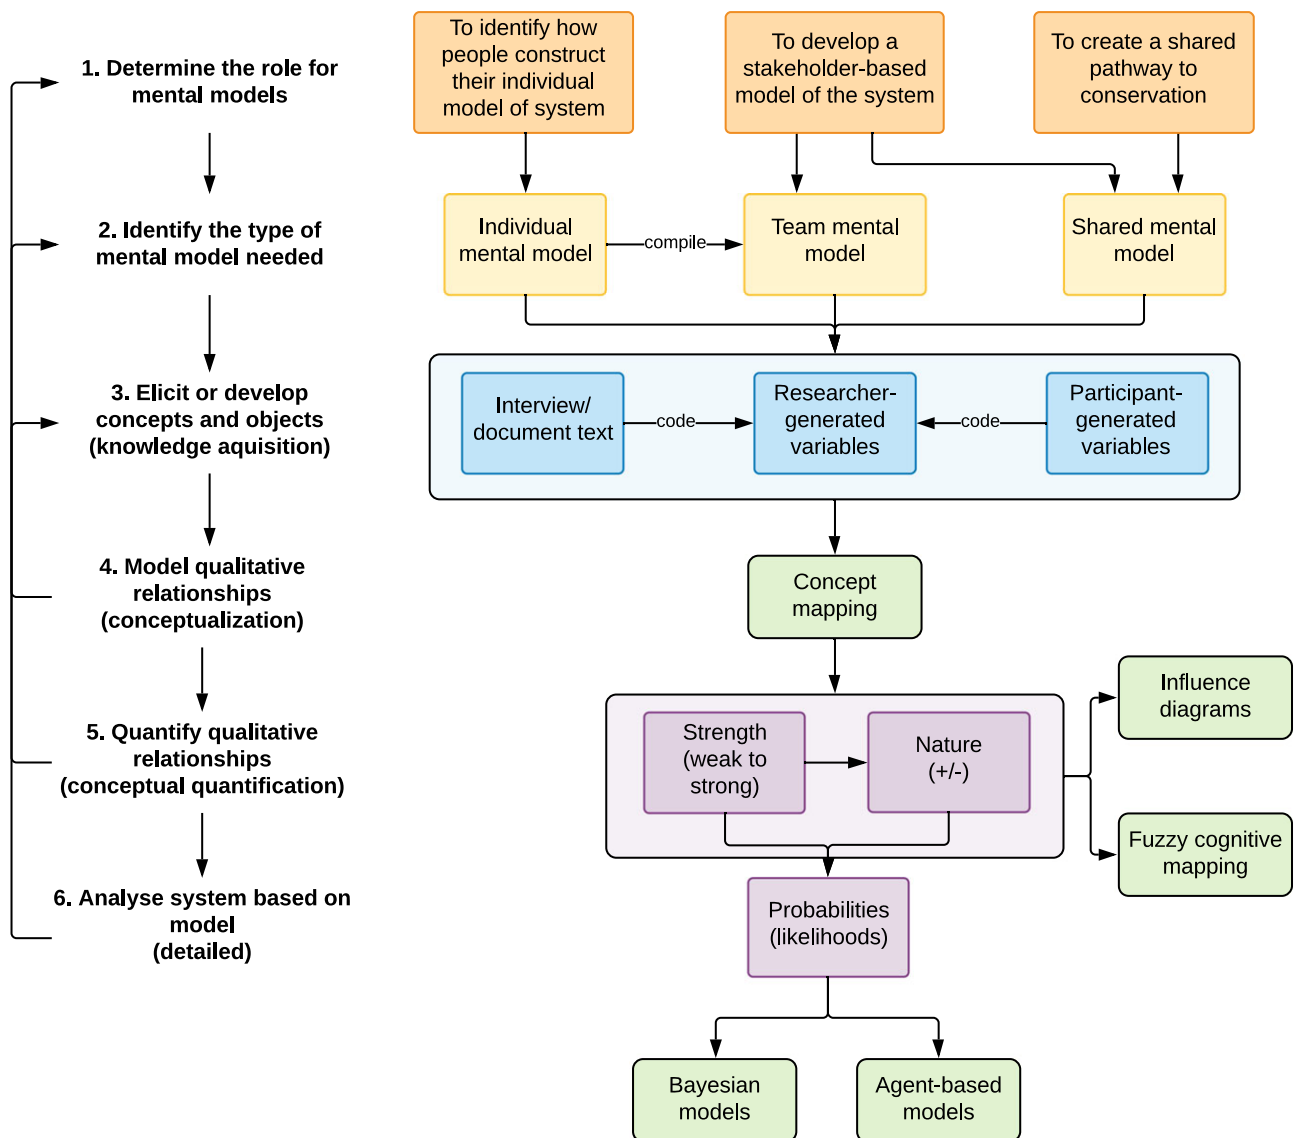 1. Determine the role for
mental models
2. Identify the type of
mental model needed
3. Elicit or develop
concepts and objects
(knowledge aquisition)
4. Model qualitative
relationships
(conceptualization)
5. Quantify qualitative
relationships
(conceptual quantification)
6. Analyse system based on
model
(detailed)
To identify how
people construct
their individual
model of system
To develop a
stakeholder-based
model of the system
To create a shared
pathway to
conservation
Individual
mental model
compile
Team mental
model
Shared mental
model
Interview/
document text
code
Researcher-
generated
variables
code
Participant-
generated
variables
Concept
mapping
Strength
(weak to
strong)
Nature
(+/-)
Influence
diagrams
Fuzzy cognitive
mapping
Probabilities
(likelihoods)
Bayesian
models
Agent-based
models